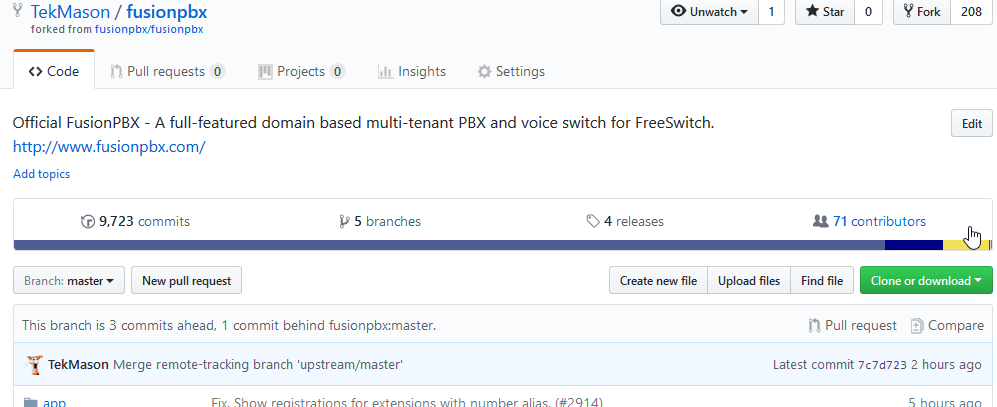 TekMason / fusionpbx
Unwatch 1 Star 0 Fork 208
forked from fusionpbx/fusionpbx
Code Pull requests 0 Projects 0 Insights Settings
Official FusionPBX - A full-featured domain based multi-tenant PBX and voice switch for FreeSwitch.
Edit
http://www.fusionpbx.com/
Add topics
9,723 commits 5 branches 4 releases 71 contributors
Branch: master New pull request Create new file Upload files Find file Clone or download
This branch is 3 commits ahead, 1 commit behind fusionpbx:master. Pull request Compare
TekMason Merge remote-tracking branch 'upstream/master' Latest commit 7c7d723 2 hours ago
app Fix. Show registrations for extensions with number alias. (#2914) 5 hours ago